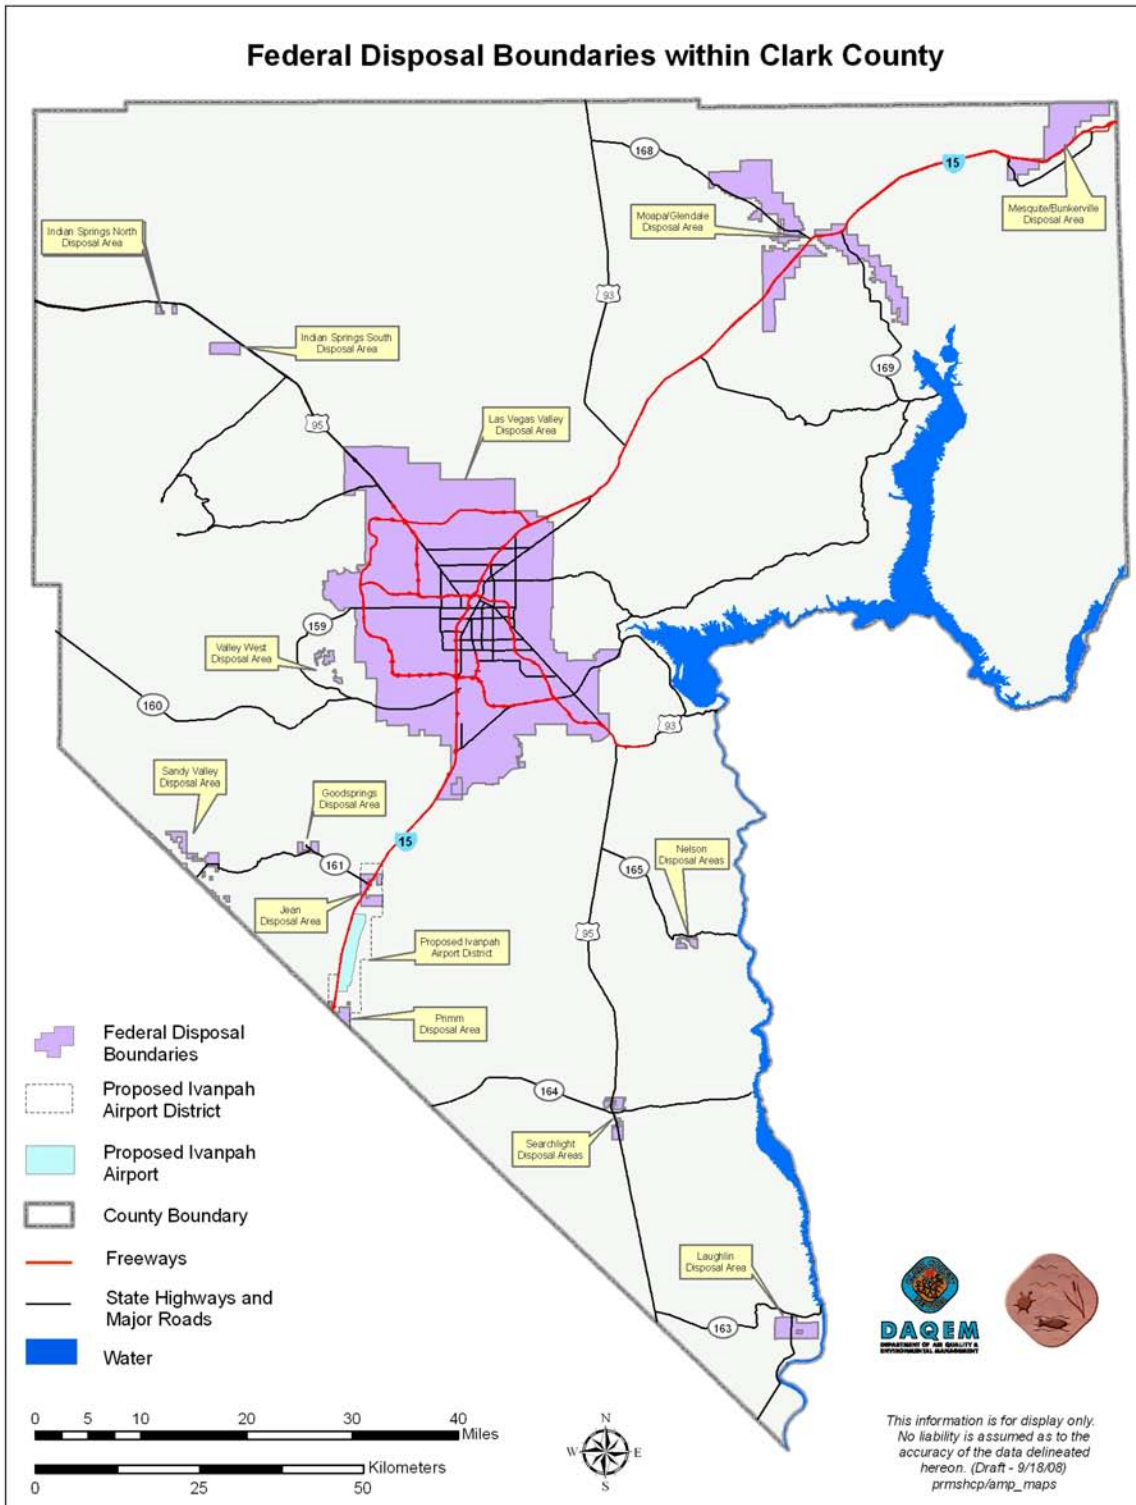 Federal Disposal Boundaries within Clark County
168
15
Mesquite/Bunkerville
Disposal Area
Moapa/Glendale
Disposal Area
Indian Springs North
Disposal Area
93
Indian Springs South
Disposal Area
169
Las Vegas Valley
Disposal Area
95
159
Valley West
Disposal Area
160
93
Sandy Valley
Disposal Area
Goodsprings
Disposal Area
15
161
Nelson
Disposal Areas
165
Jean
Disposal Area
95
Proposed Ivanpah
Airport District
Primm
Disposal Area
164
Searchlight
Disposal Areas
Laughlin
Disposal Area
163
Federal Disposal
Boundaries
Proposed Ivanpah
Airport District
Proposed Ivanpah
Airport
County Boundary
Freeways
State Highways and
Major Roads
Water
DAQEM
DEPARTMENT OF AIR QUALITY &
ENVIRONMENTAL MANAGEMENT
0 5 10 20 30 40
Miles
Kilometers
0 25 50
N
W E
S
This information is for display only.
No liability is assumed as to the
accuracy of the data delineated
hereon. (Draft - 9/18/08)
prmshcp/amp_maps